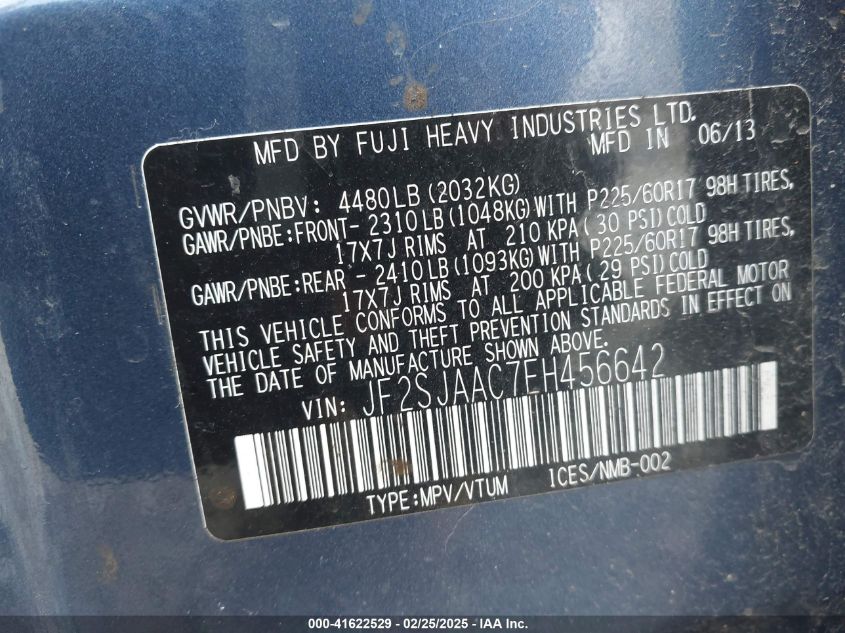 MFD BY FUJI HEAVY INDUSTRIES LTD.
MFD IN 06/13
GVWR/PNBV: 4480LB(2032KG)
GAWR/PNBE:FRONT- 2310LB(1048KG)WITH P225/60R17 98H TIRES,
17X7J RIMS AT 210 KPA(30 PSI)COLD
GAWR/PNBE:REAR - 2410LB(1093KG)WITH P225/60R17 98H TIRES,
17X7J RIMS AT 200 KPA(29 PSI)COLD
THIS VEHICLE CONFORMS TO ALL APPLICABLE FEDERAL MOTOR
VEHICLE SAFETY AND THEFT PREVENTION STANDARDS IN EFFECT ON
THE DATE OF MANUFACTURE SHOWN ABOVE.
VIN: JF2SJAAC7EH456642
TYPE:MPV/VTUM ICES/NMB-002
000-41622529 - 02/25/2025 - IAA, Inc.